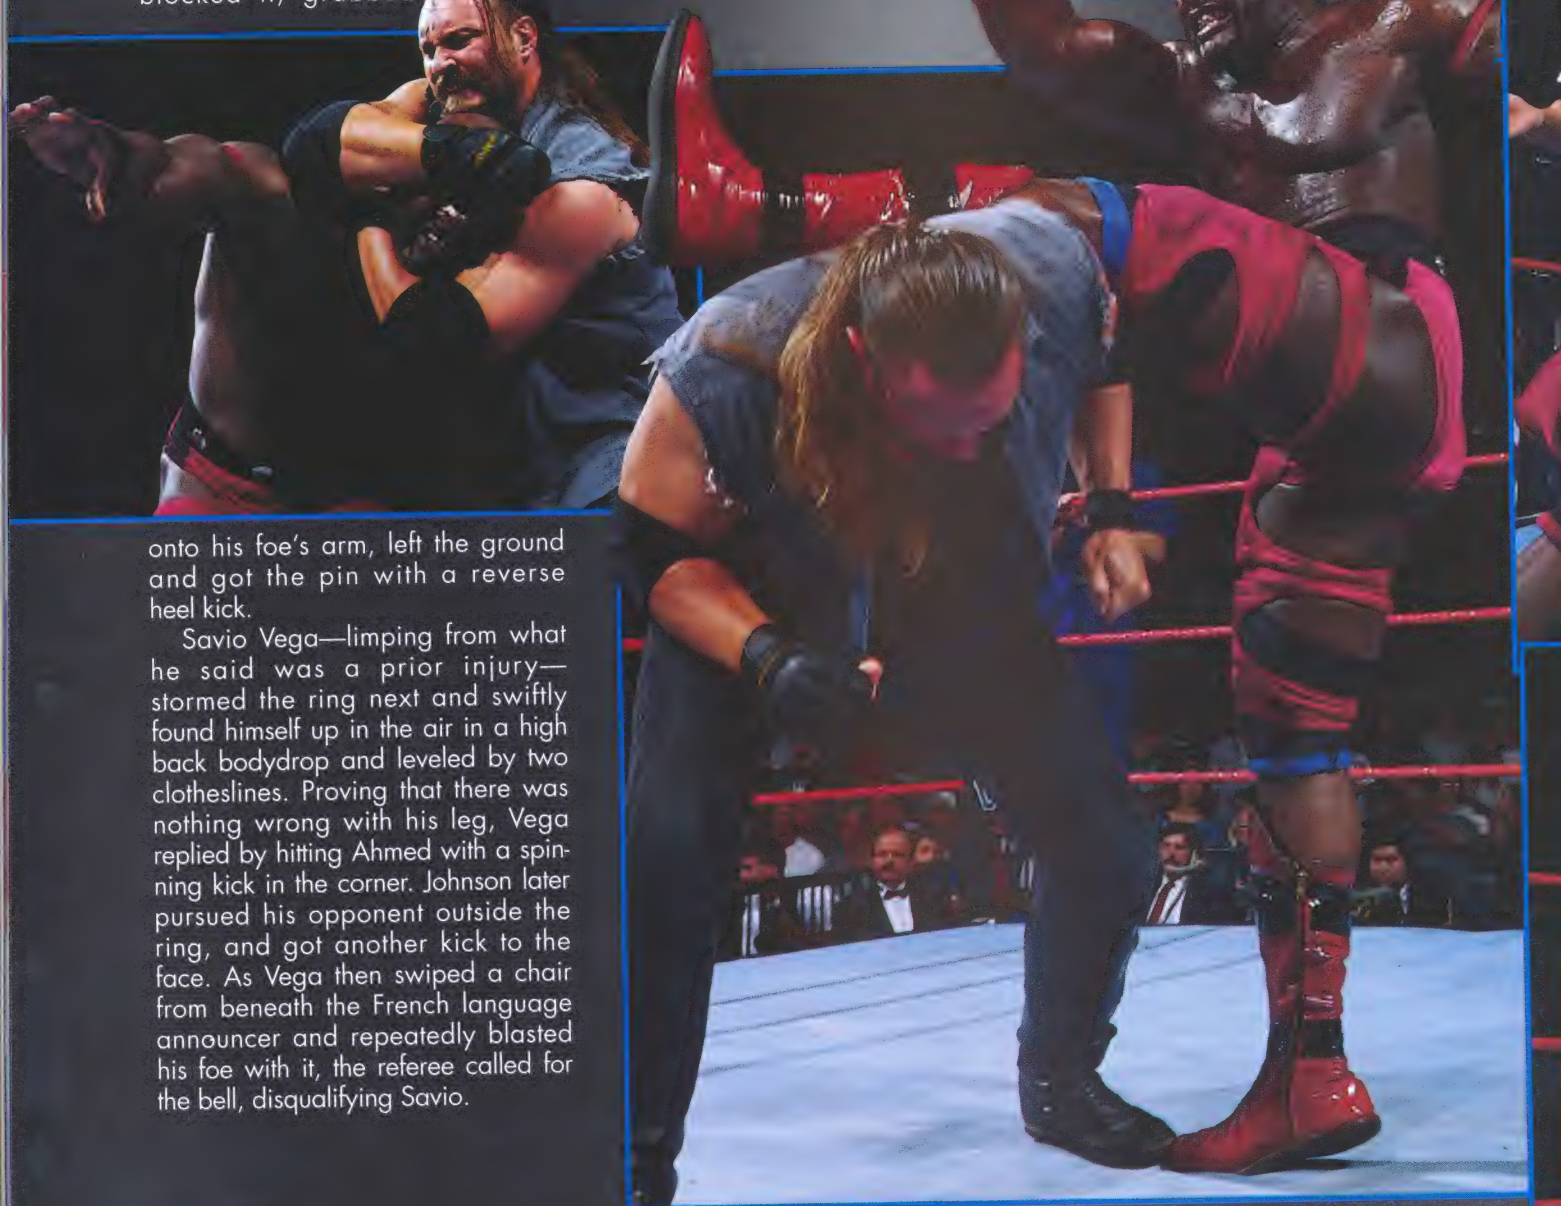 onto his foe's arm, left the ground
and got the pin with a reverse
heel kick.
Savio Vega—limping from what
he said was a prior injury—
stormed the ring next and swiftly
found himself up in the air in a high
back bodydrop and leveled by two
clotheslines. Proving that there was
nothing wrong with his leg, Vega
replied by hitting Ahmed with a spin-
ning kick in the corner. Johnson later
pursued his opponent outside the
ring, and got another kick to the
face. As Vega then swiped a chair
from beneath the French language
announcer and repeatedly blasted
his foe with it, the referee called for
the bell, disqualifying Savio.